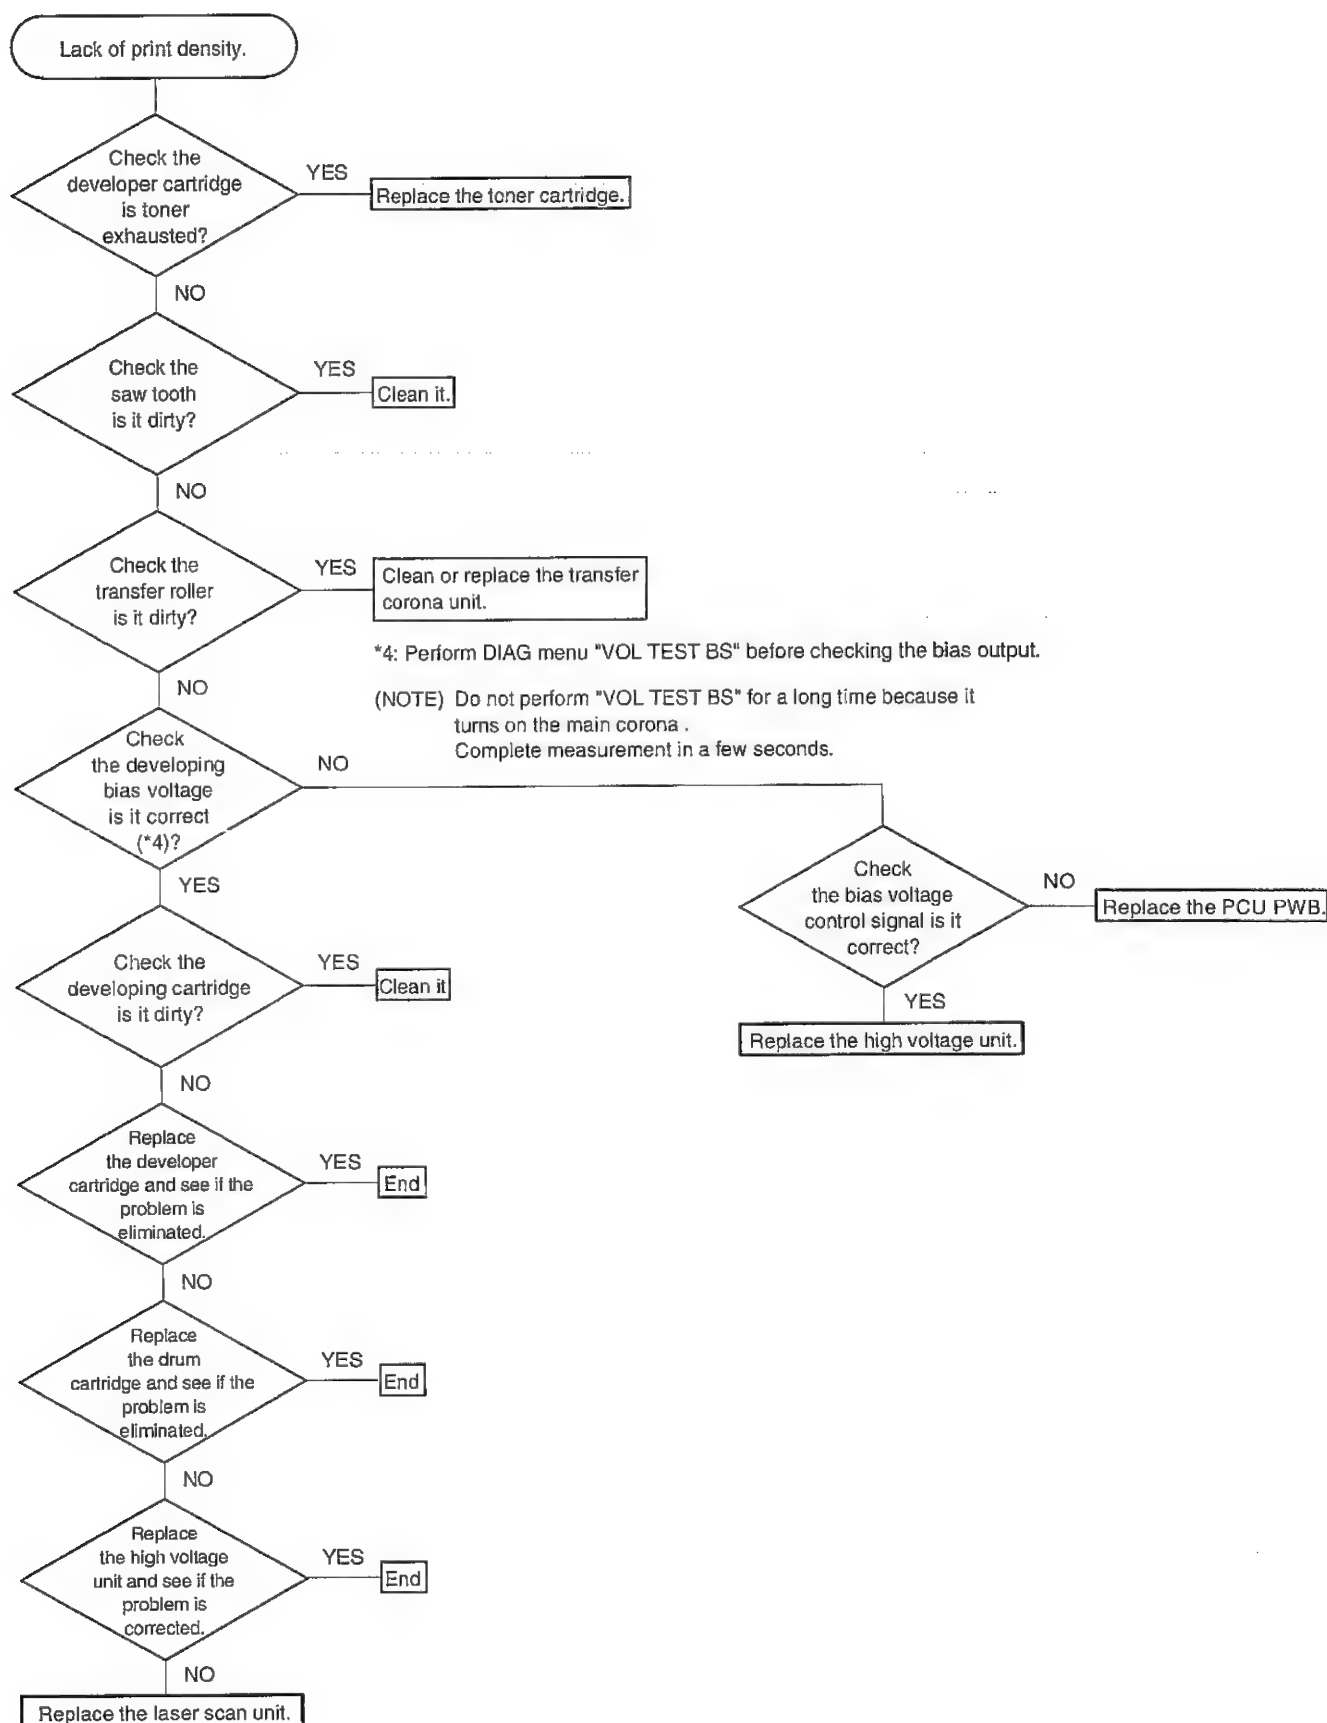 Lack of print density.
Check the
developer cartridge
is toner
exhausted?
YES
Replace the toner cartridge.
NO
Check the
saw tooth
is it dirty?
YES
Clean it.
NO
Check the
transfer roller
is it dirty?
YES
Clean or replace the transfer
corona unit.
*4: Perform DIAG menu "VOL TEST BS" before checking the bias output.
(NOTE) Do not perform "VOL TEST BS" for a long time because it
turns on the main corona .
Complete measurement in a few seconds.
NO
Check
the developing
bias voltage
is it correct
(*4)?
NO
Check
the bias voltage
control signal is it
correct?
NO
Replace the PCU PWB.
YES
Replace the high voltage unit.
YES
Check the
developing cartridge
is it dirty?
YES
Clean it
NO
Replace
the developer
cartridge and see if the
problem is
eliminated.
YES
End
NO
Replace
the drum
cartridge and see if the
problem is
eliminated.
YES
End
NO
Replace
the high voltage
unit and see if the
problem is
corrected.
YES
End
NO
Replace the laser scan unit.